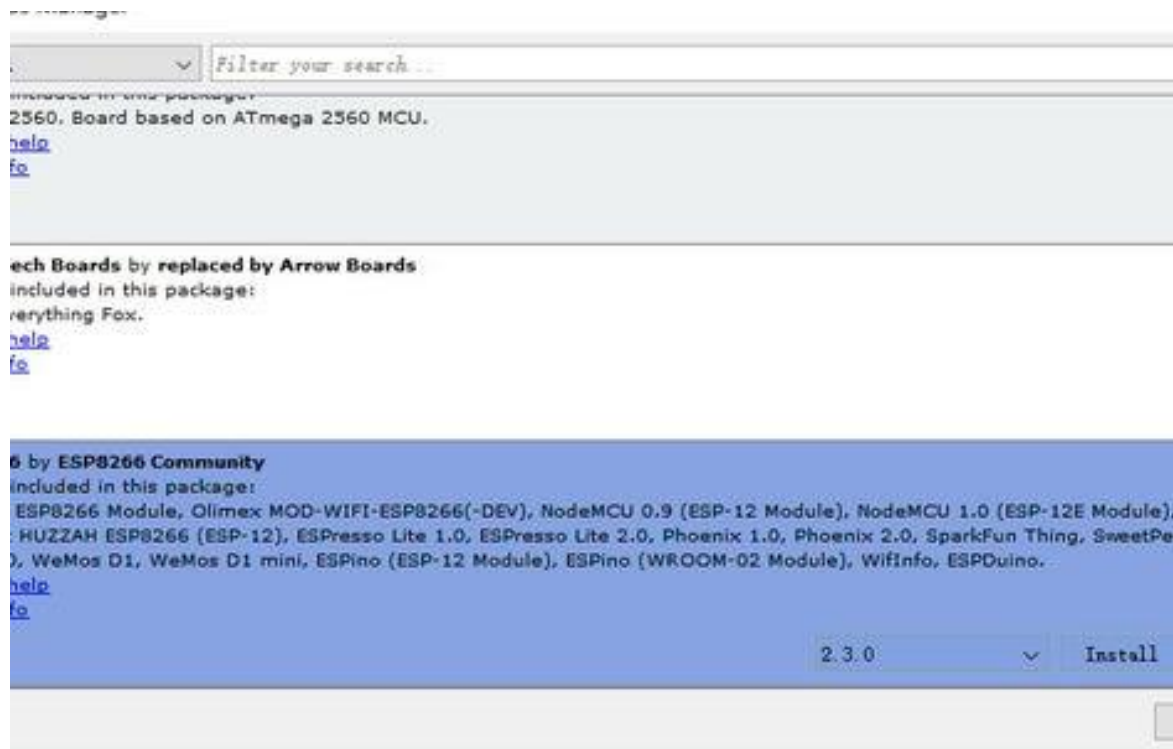 Filter your search...
included in this package:
2560. Board based on ATmega 2560 MCU.
help
fo
ech Boards by replaced by Arrow Boards
included in this package:
verything Fox.
help
fo
6 by ESP8266 Community
included in this package:
ESP8266 Module, Olimex MOD-WIFI-ESP8266(-DEV), NodeMCU 0.9 (ESP-12 Module), NodeMCU 1.0 (ESP-12E Module),
HUZZAH ESP8266 (ESP-12), ESPresso Lite 1.0, ESPresso Lite 2.0, Phoenix 1.0, Phoenix 2.0, SparkFun Thing, SweetPe
), WeMos D1, WeMos D1 mini, ESPino (ESP-12 Module), ESPino (WROOM-02 Module), WifInfo, ESPDuino.
help
fo
2.3.0
Install